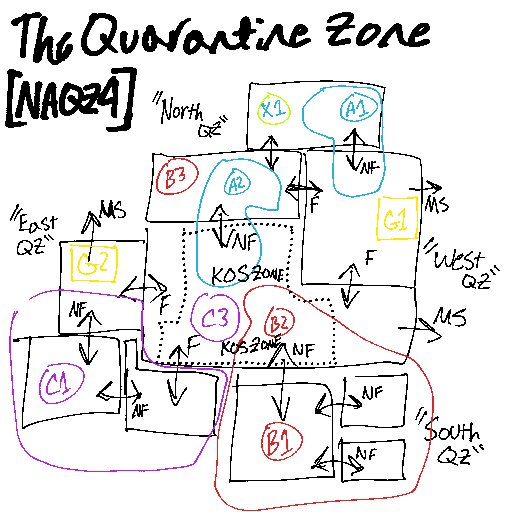 The Quarantine Zone
[NAQZ4]
"North QZ"
X1
A1
NF
B3
A2
F
MS
G1
"East QZ"
MS
NF
G2
KOS ZONE
F
"West QZ"
F
C3
B2
MS
NF
KOS ZONE
F
NF
C1
NF
NF
B1
"South QZ"
NF